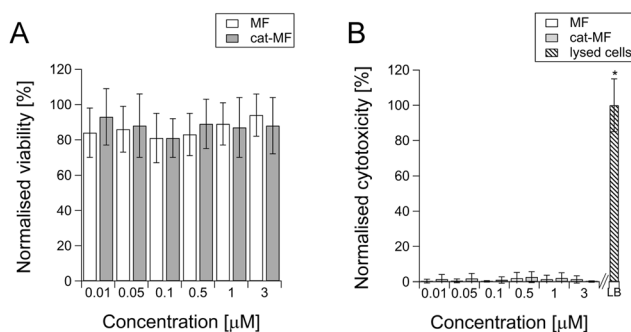 A
MF
cat-MF
Normalised viability [%]
120
100
80
60
40
20
0
0.01 0.05 0.1 0.5 1 3
Concentration [µM]
B
MF
cat-MF
lysed cells
Normalised cytotoxicity [%]
120
100
80
60
40
20
0
*
0.01 0.05 0.1 0.5 1 3 LB
Concentration [µM]